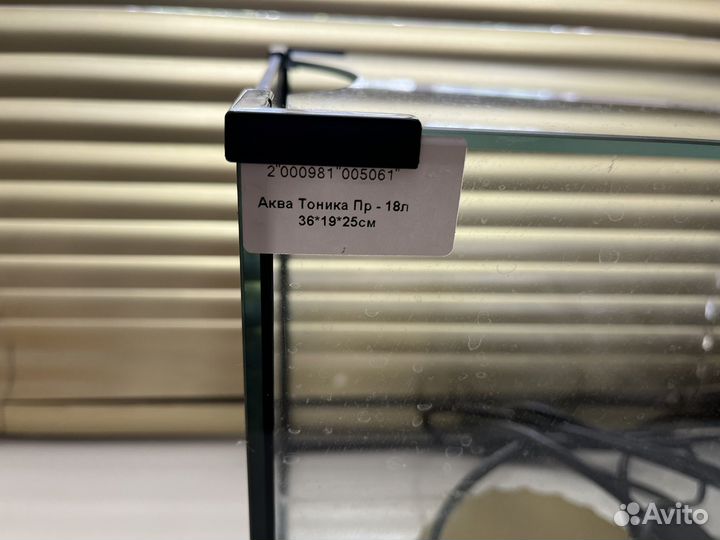 2"000981"005061"
Аква Тоника Пр - 18л
36*19*25см
Avito